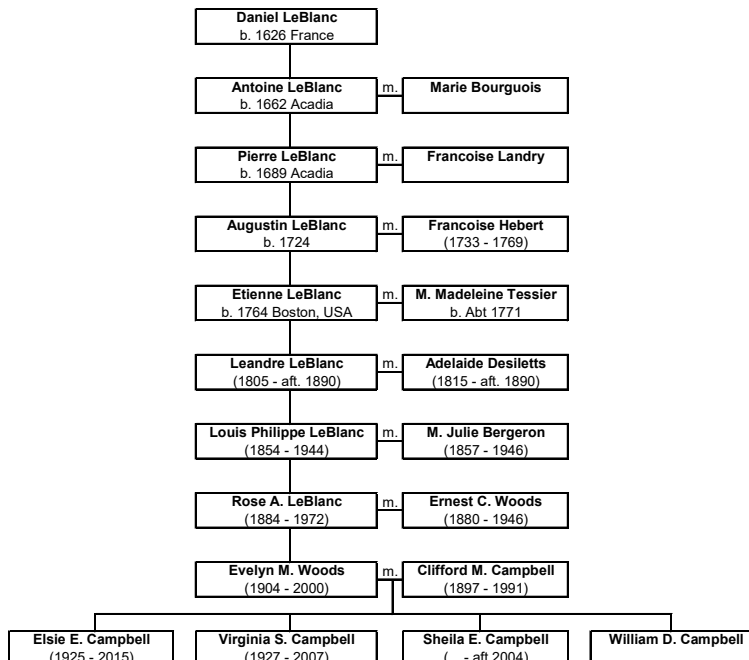 Daniel LeBlanc
b. 1626 France
Antoine LeBlanc
b. 1662 Acadia
m.
Marie Bourguois
Pierre LeBlanc
b. 1689 Acadia
m.
Francoise Landry
Augustin LeBlanc
b. 1724
m.
Francoise Hebert
(1733 - 1769)
Etienne LeBlanc
b. 1764 Boston, USA
m.
M. Madeleine Tessier
b. Abt 1771
Leandre LeBlanc
(1805 - aft. 1890)
m.
Adelaide Desiletts
(1815 - aft. 1890)
Louis Philippe LeBlanc
(1854 - 1944)
m.
M. Julie Bergeron
(1857 - 1946)
Rose A. LeBlanc
(1884 - 1972)
m.
Ernest C. Woods
(1880 - 1946)
Evelyn M. Woods
(1904 - 2000)
m.
Clifford M. Campbell
(1897 - 1991)
Elsie E. Campbell
(1925 - 2015)
Virginia S. Campbell
(1927 - 2007)
Sheila E. Campbell
(... - aft 2004)
William D. Campbell